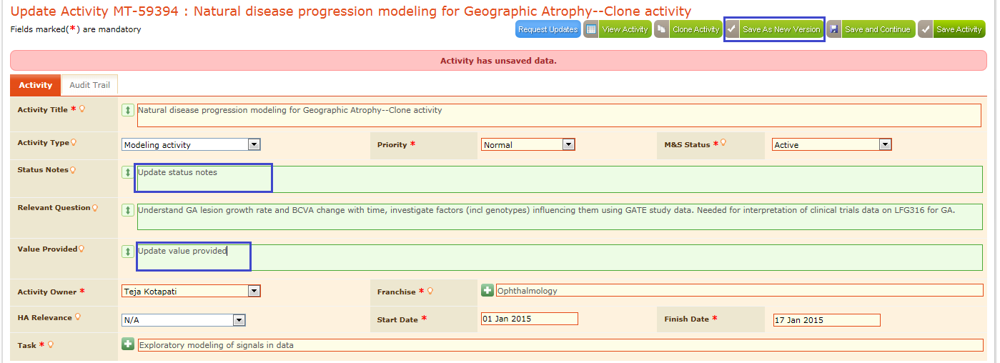 Update Activity MT-59394 : Natural disease progression modeling for Geographic Atrophy--Clone activity
Fields marked(*) are mandatory
Request Updates View Activity Clone Activity Save As New Version Save and Continue Save Activity
Activity has unsaved data.
Activity Audit Trail
Activity Title * Natural disease progression modeling for Geographic Atrophy--Clone activity
Activity Type Modeling activity Priority * Normal M&S Status * Active
Status Notes Update status notes
Relevant Question Understand GA lesion growth rate and BCVA change with time, investigate factors (incl genotypes) influencing them using GATE study data. Needed for interpretation of clinical trials data on LFG316 for GA.
Value Provided Update value provided
Activity Owner * Teja Kotapati Franchise * Ophthalmology
HA Relevance N/A Start Date * 01 Jan 2015 Finish Date * 17 Jan 2015
Task * Exploratory modeling of signals in data